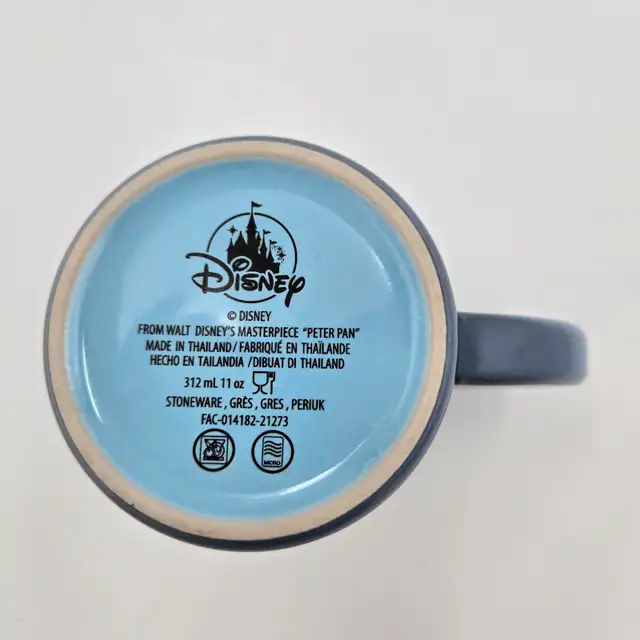 Disney
© DISNEY
FROM WALT DISNEY'S MASTERPIECE "PETER PAN"
MADE IN THAILAND/ FABRIQUÉ EN THAÏLANDE
HECHO EN TAILANDIA /DIBUAT DI THAILAND
312 mL 11 oz
STONEWARE, GRÈS , GRES , PERIUK
FAC-014182-21273
MICRO